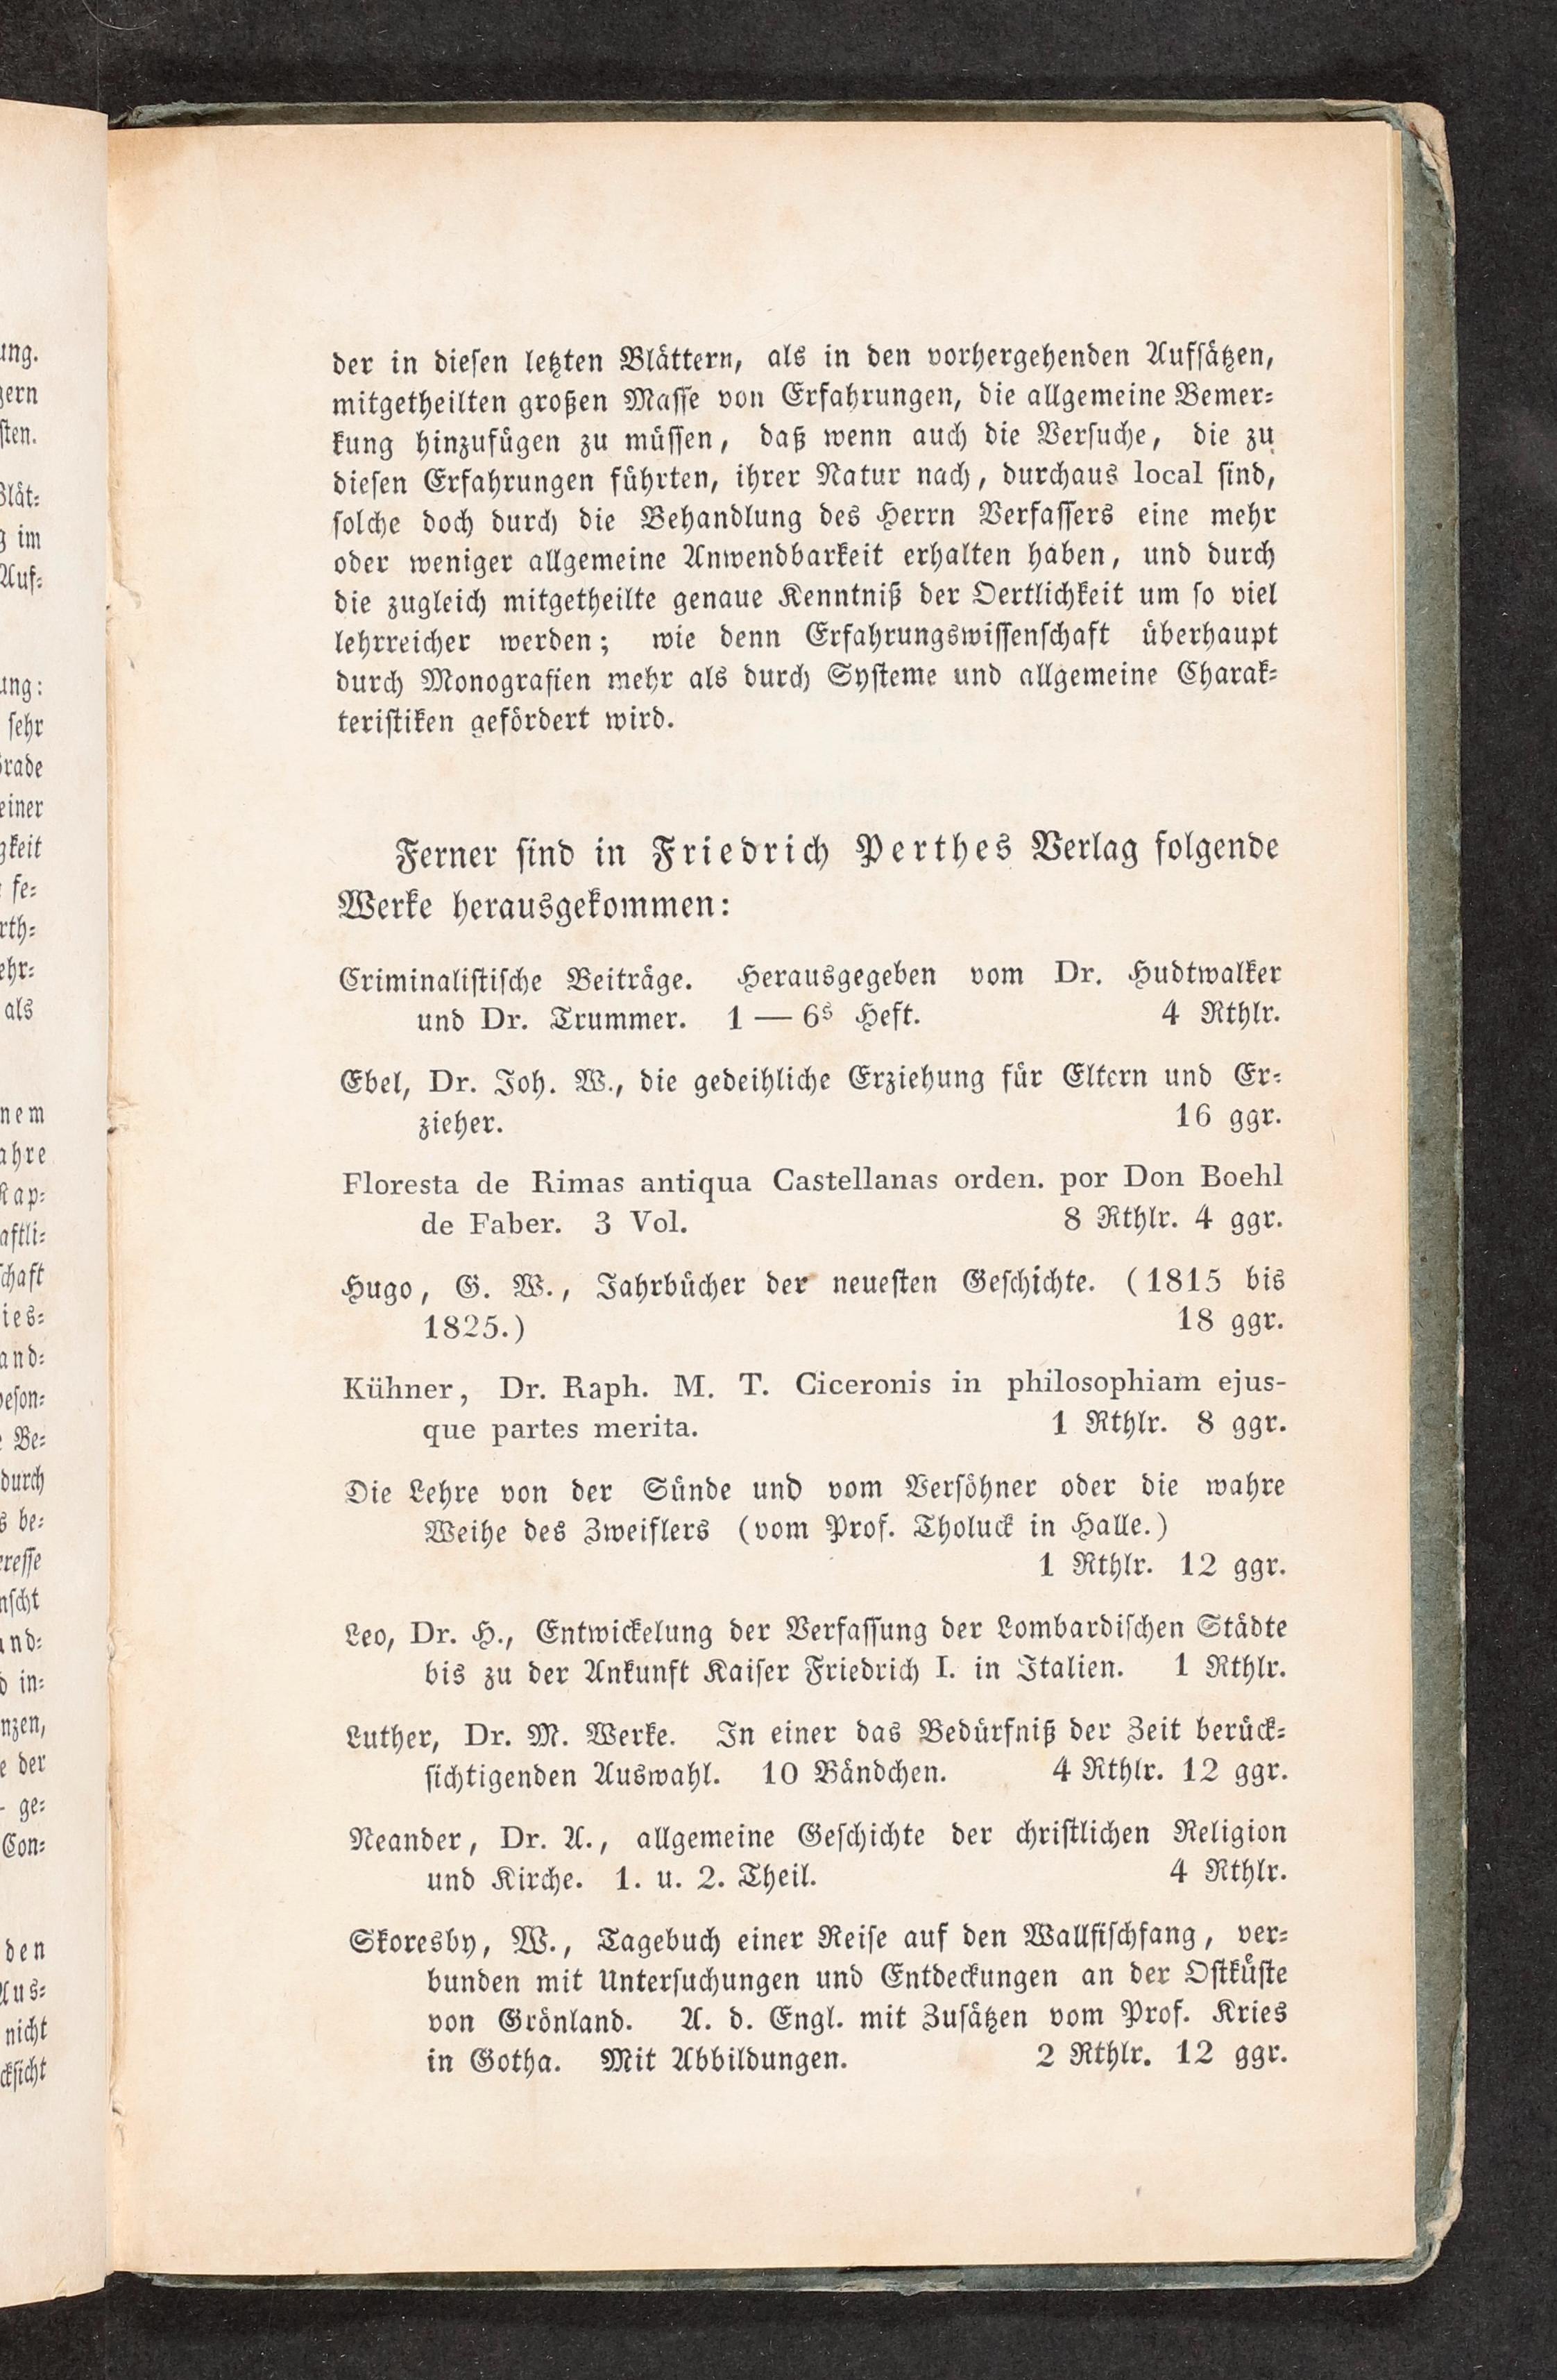 der in dieſen letzten Blättern, als in den vorhergehenden Aufſätzen,
mitgetheilten großen Maſſe von Erfahrungen, die allgemeine Bemer-
kung hinzufügen zu müſſen, daß wenn auch die Verſuche, die zu
dieſen Erfahrungen führten, ihrer Natur nach, durchaus local ſind,
ſolche doch durch die Behandlung des Herrn Verfaſſers eine mehr
oder weniger allgemeine Anwendbarkeit erhalten haben, und durch
die zugleich mitgetheilte genaue Kenntniß der Oertlichkeit um ſo viel
lehrreicher werden; wie denn Erfahrungswiſſenſchaft überhaupt
durch Monografien mehr als durch Syſteme und allgemeine Charak-
teriſtiken gefördert wird.
Ferner ſind in Friedrich Perthes Verlag folgende
Werke herausgekommen:
Criminaliſtiſche Beiträge. Herausgegeben vom Dr. Hudtwalker
und Dr. Trummer. 1 — 6s Heft. 4 Rthlr.
Ebel, Dr. Joh. W., die gedeihliche Erziehung für Eltern und Er-
zieher. 16 ggr.
Floresta de Rimas antiqua Castellanas orden. por Don Boehl
de Faber. 3 Vol. 8 Rthlr. 4 ggr.
Hugo, G. W., Jahrbücher der neueſten Geſchichte. (1815 bis
1825.) 18 ggr.
Kühner, Dr. Raph. M. T. Ciceronis in philosophiam ejus-
que partes merita. 1 Rthlr. 8 ggr.
Die Lehre von der Sünde und vom Verſöhner oder die wahre
Weihe des Zweiflers (vom Prof. Tholuck in Halle.)
1 Rthlr. 12 ggr.
Leo, Dr. H., Entwickelung der Verfaſſung der Lombardiſchen Städte
bis zu der Ankunft Kaiſer Friedrich I. in Italien. 1 Rthlr.
Luther, Dr. M. Werke. In einer das Bedürfniß der Zeit berück-
ſichtigenden Auswahl. 10 Bändchen. 4 Rthlr. 12 ggr.
Neander, Dr. A., allgemeine Geſchichte der chriſtlichen Religion
und Kirche. 1. u. 2. Theil. 4 Rthlr.
Skoresby, W., Tagebuch einer Reiſe auf den Wallfiſchfang, ver-
bunden mit Unterſuchungen und Entdeckungen an der Oſtküſte
von Grönland. A. d. Engl. mit Zuſätzen vom Prof. Kries
in Gotha. Mit Abbildungen. 2 Rthlr. 12 ggr.